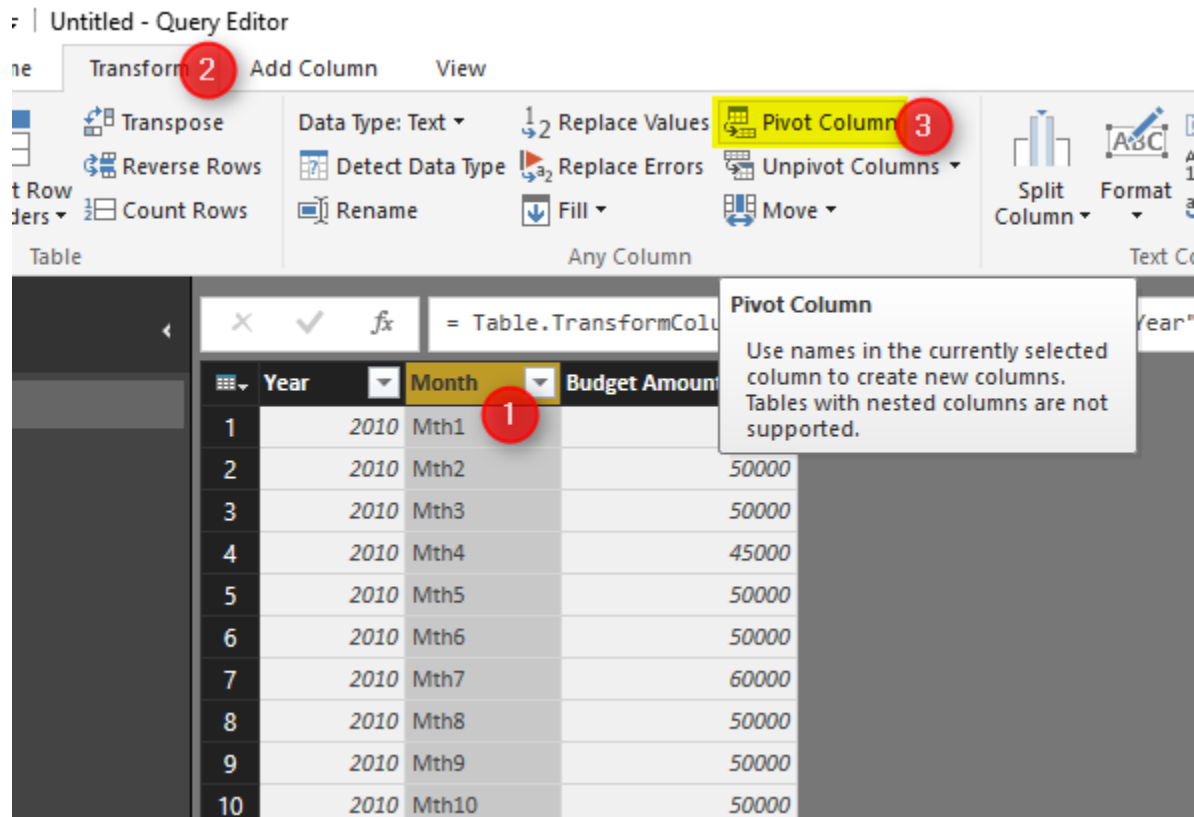 Untitled - Query Editor
Transform 2 Add Column View
Transpose Data Type: Text Replace Values Pivot Column 3
Reverse Rows Detect Data Type Replace Errors Unpivot Columns
Row Split Format
Count Rows Rename Fill Move Column
Table Any Column Text
fx = Table.TransformColu Year"
Pivot Column
Use names in the currently selected
column to create new columns.
Tables with nested columns are not
supported.
Year Month Budget Amount
1 2010 Mth1 1
2 2010 Mth2 50000
3 2010 Mth3 50000
4 2010 Mth4 45000
5 2010 Mth5 50000
6 2010 Mth6 50000
7 2010 Mth7 60000
8 2010 Mth8 50000
9 2010 Mth9 50000
10 2010 Mth10 50000